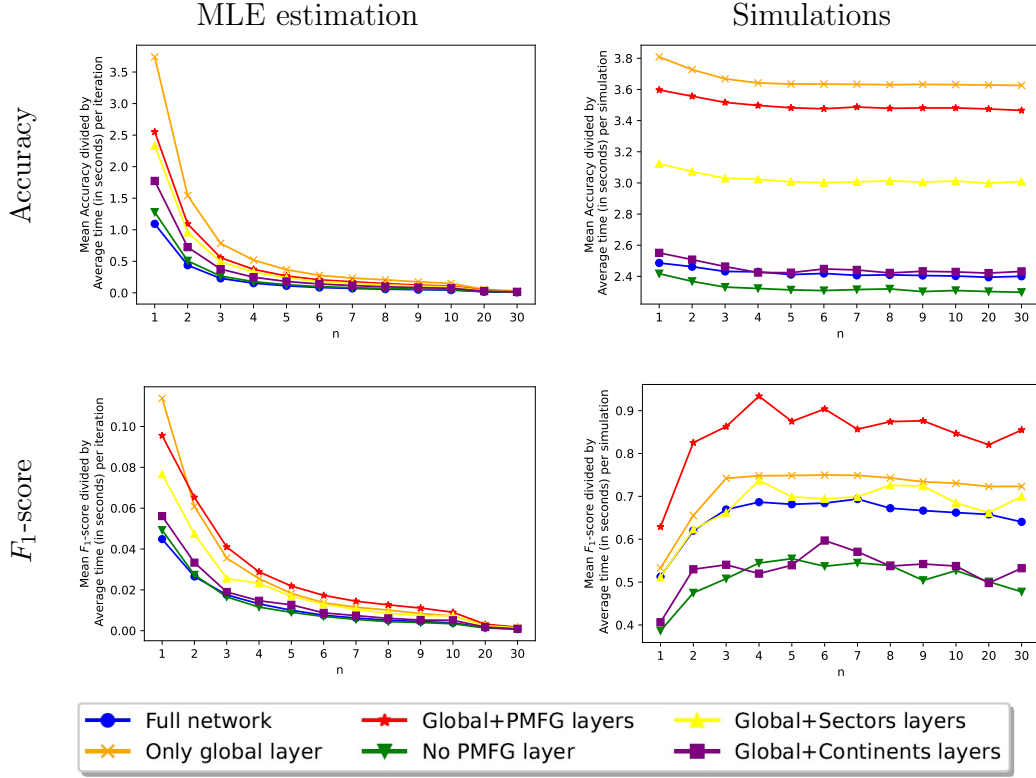 MLE estimation
Simulations
Accuracy
Mean Accuracy divided by
Average time (in seconds) per iteration
3.5
3.0
2.5
2.0
1.5
1.0
0.5
0.0
1 2 3 4 5 6 7 8 9 10 20 30
n
Mean Accuracy divided by
Average time (in seconds) per simulation
3.8
3.6
3.4
3.2
3.0
2.8
2.6
2.4
1 2 3 4 5 6 7 8 9 10 20 30
n
F1-score
Mean F1-score divided by
Average time (in seconds) per iteration
0.10
0.08
0.06
0.04
0.02
0.00
1 2 3 4 5 6 7 8 9 10 20 30
n
Mean F1-score divided by
Average time (in seconds) per simulation
0.9
0.8
0.7
0.6
0.5
0.4
1 2 3 4 5 6 7 8 9 10 20 30
n
Full network
Only global layer
Global+PMFG layers
No PMFG layer
Global+Sectors layers
Global+Continents layers